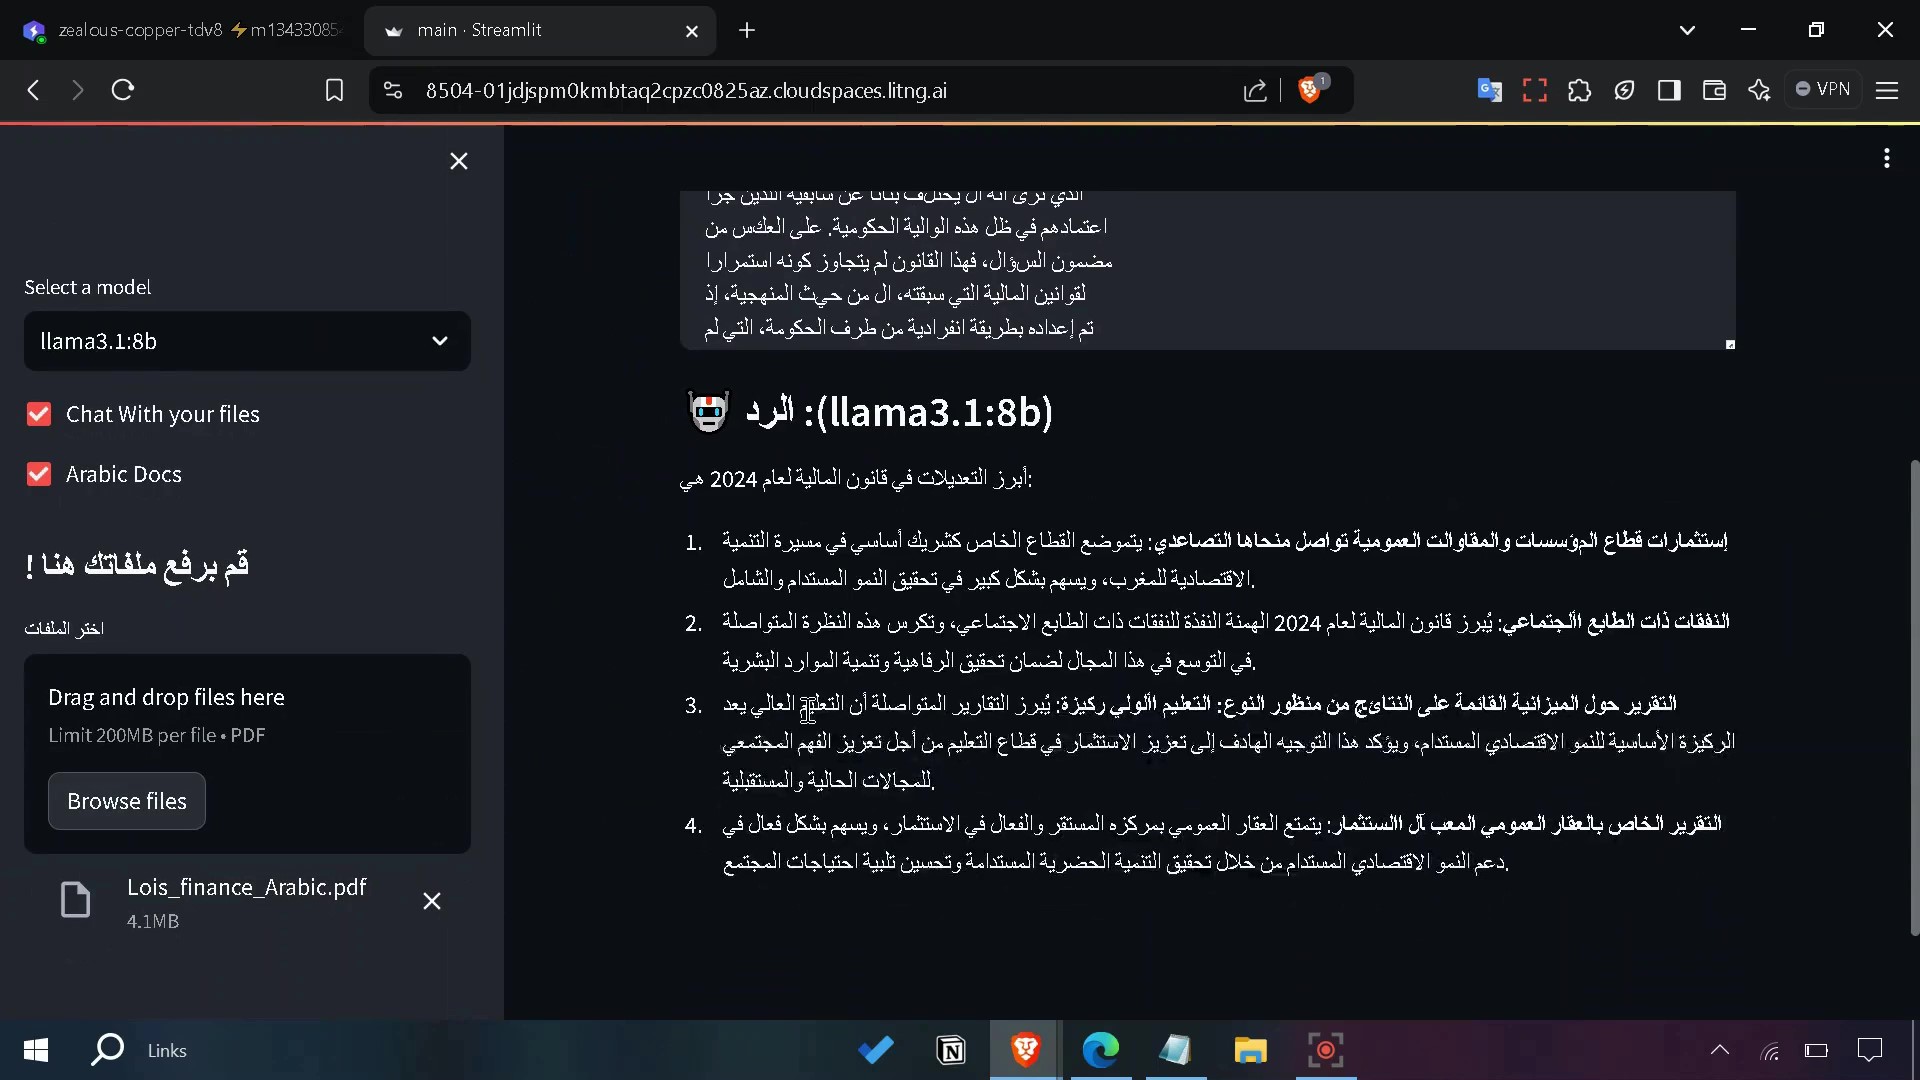 zealous-copper-tdv8 ⚡m1343308
main · Streamlit
8504-01jdjspm0kmbtaq2cpzc0825az.cloudspaces.litng.ai
1
VPN
Select a model
llama3.1:8b
Chat With your files
Arabic Docs
قم برفع ملفاتك هنا !
اختر الملفات
Drag and drop files here
Limit 200MB per file • PDF
Browse files
Lois_finance_Arabic.pdf
4.1MB
اعتمادهم في ظل هذه الوالية الحكومية. على العكس من
مضمون السؤال، فهذا القانون لم يتجاوز كونه استمرارا
لقوانين المالية التي سبقته، ال من حيث المنهجية، إذ
تم إعداده بطريقة انفرادية من طرف الحكومة، التي لم
🤖 الرد :(llama3.1:8b)
أبرز التعديلات في قانون المالية لعام 2024 هي:
1. إستثمارات قطاع المؤسسات والمقاوالت العمومية تواصل منحاها التصاعدي: يتموضع القطاع الخاص كشريك أساسي في مسيرة التنمية
الاقتصادية للمغرب، ويسهم بشكل كبير في تحقيق النمو المستدام والشامل.
2. النفقات ذات الطابع االجتماعي: يُبرز قانون المالية لعام 2024 الهمنة النفذة للنفقات ذات الطابع الاجتماعي، وتكرس هذه النظرة المتواصلة
في التوسع في هذا المجال لضمان تحقيق الرفاهية وتنمية الموارد البشرية.
3. التقرير حول الميزانية القائمة على النتائج من منظور النوع: التعليم األولي ركيزة: يُبرز التقارير المتواصلة أن التعليم العالي يعد
الركيزة الأساسية للنمو الاقتصادي المستدام، ويؤكد هذا التوجيه الهادف إلى تعزيز الاستثمار في قطاع التعليم من أجل تعزيز الفهم المجتمعي
للمجالات الحالية والمستقبلية.
4. التقرير الخاص بالعقار العمومي المعب آل االستثمار: يتمتع العقار العمومي بمركزه المستقر والفعال في الاستثمار، ويسهم بشكل فعال في
دعم النمو الاقتصادي المستدام من خلال تحقيق التنمية الحضرية المستدامة وتحسين تلبية احتياجات المجتمع.
Links